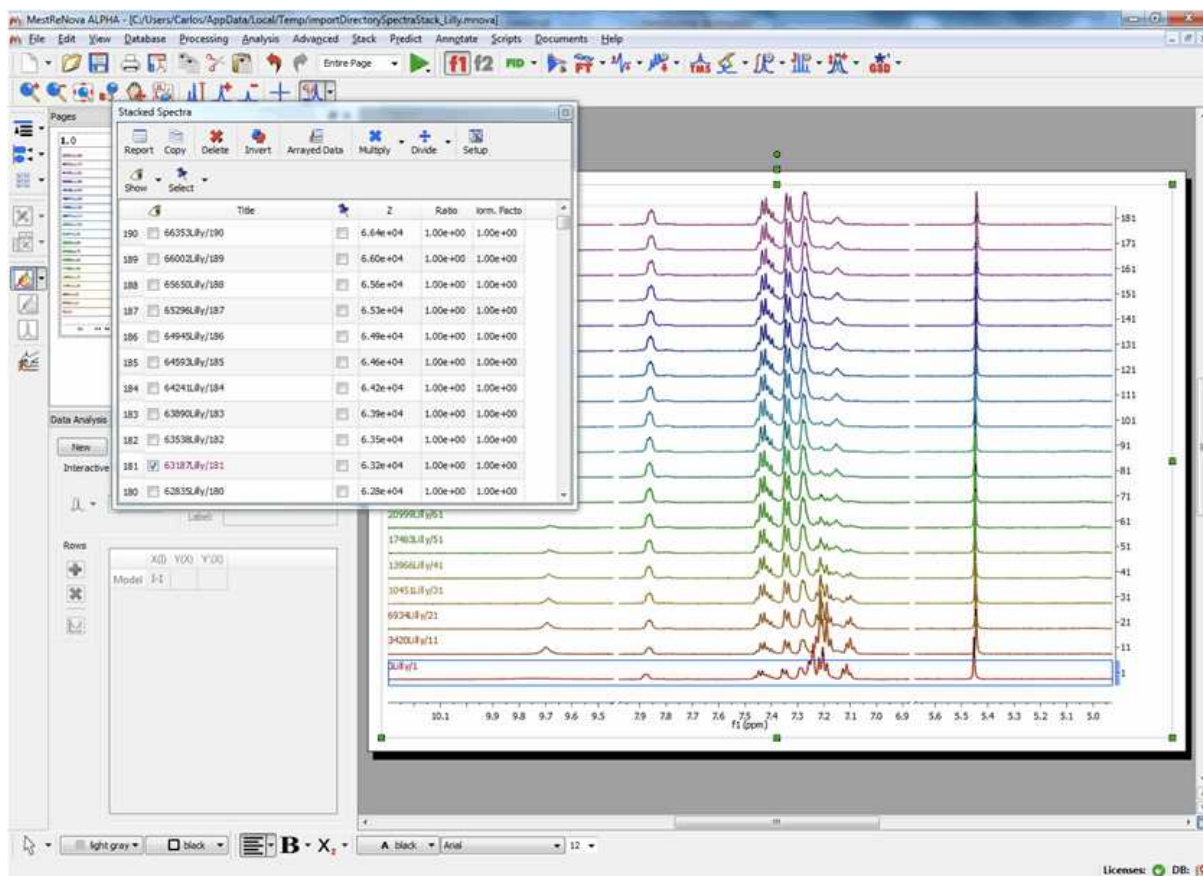 MestReNova ALPHA - [C:/Users/Carlos/AppData/Local/Temp/importDirectorySpectraStack_Lilly.mnova]
File Edit View Database Processing Analysis Advanced Stack Predict Annotate Scripts Documents Help
Entire Page f1 f2 FID FT TMS GSD
Pages
1.0
Stacked Spectra
Report Copy Delete Invert Arrayed Data Multiply Divide Setup
Show Select
Title Z Ratio lorm. Facto
190 66353Lilly/190 6.64e+04 1.00e+00 1.00e+00
189 66002Lilly/189 6.60e+04 1.00e+00 1.00e+00
188 65650Lilly/188 6.56e+04 1.00e+00 1.00e+00
187 65296Lilly/187 6.53e+04 1.00e+00 1.00e+00
186 64945Lilly/186 6.49e+04 1.00e+00 1.00e+00
185 64593Lilly/185 6.46e+04 1.00e+00 1.00e+00
184 64241Lilly/184 6.42e+04 1.00e+00 1.00e+00
183 63890Lilly/183 6.39e+04 1.00e+00 1.00e+00
182 63538Lilly/182 6.35e+04 1.00e+00 1.00e+00
181 63187Lilly/181 6.32e+04 1.00e+00 1.00e+00
180 62835Lilly/180 6.28e+04 1.00e+00 1.00e+00
Data Analysis
New
Interactive
Label:
Rows
X(I) Y(X) Y'(X)
Model 1-1
181
171
161
151
141
131
121
111
101
91
81
71
20999Lilly/61 61
17483Lilly/51 51
13966Lilly/41 41
10451Lilly/31 31
6934Lilly/21 21
3420Lilly/11 11
Lilly/1 1
10.1 9.9 9.8 9.7 9.6 9.5 7.9 7.8 7.7 7.6 7.5 7.4 7.3 7.2 7.1 7.0 6.9 5.6 5.5 5.4 5.3 5.2 5.1 5.0
f1 (ppm)
light gray black B X2 A black Arial 12
Licenses: DB: